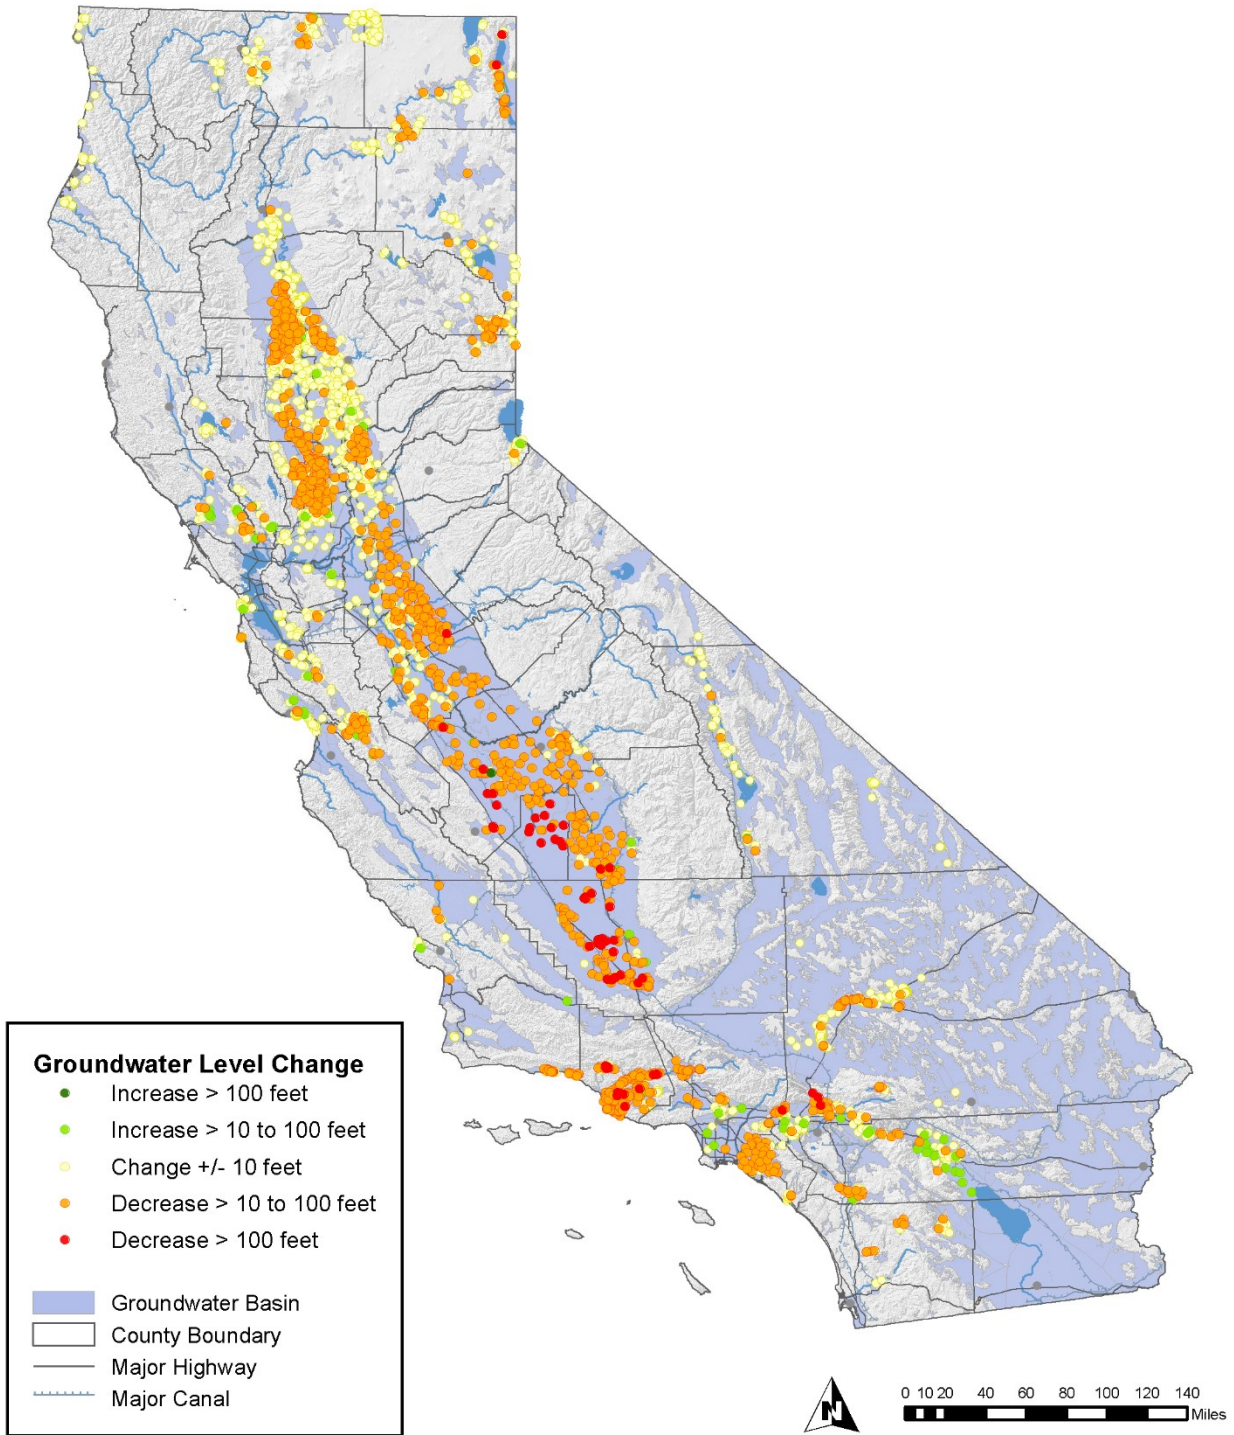 Groundwater Level Change
Increase > 100 feet
Increase > 10 to 100 feet
Change +/- 10 feet
Decrease > 10 to 100 feet
Decrease > 100 feet
Groundwater Basin
County Boundary
Major Highway
Major Canal
N
0 10 20 40 60 80 100 120 140
Miles